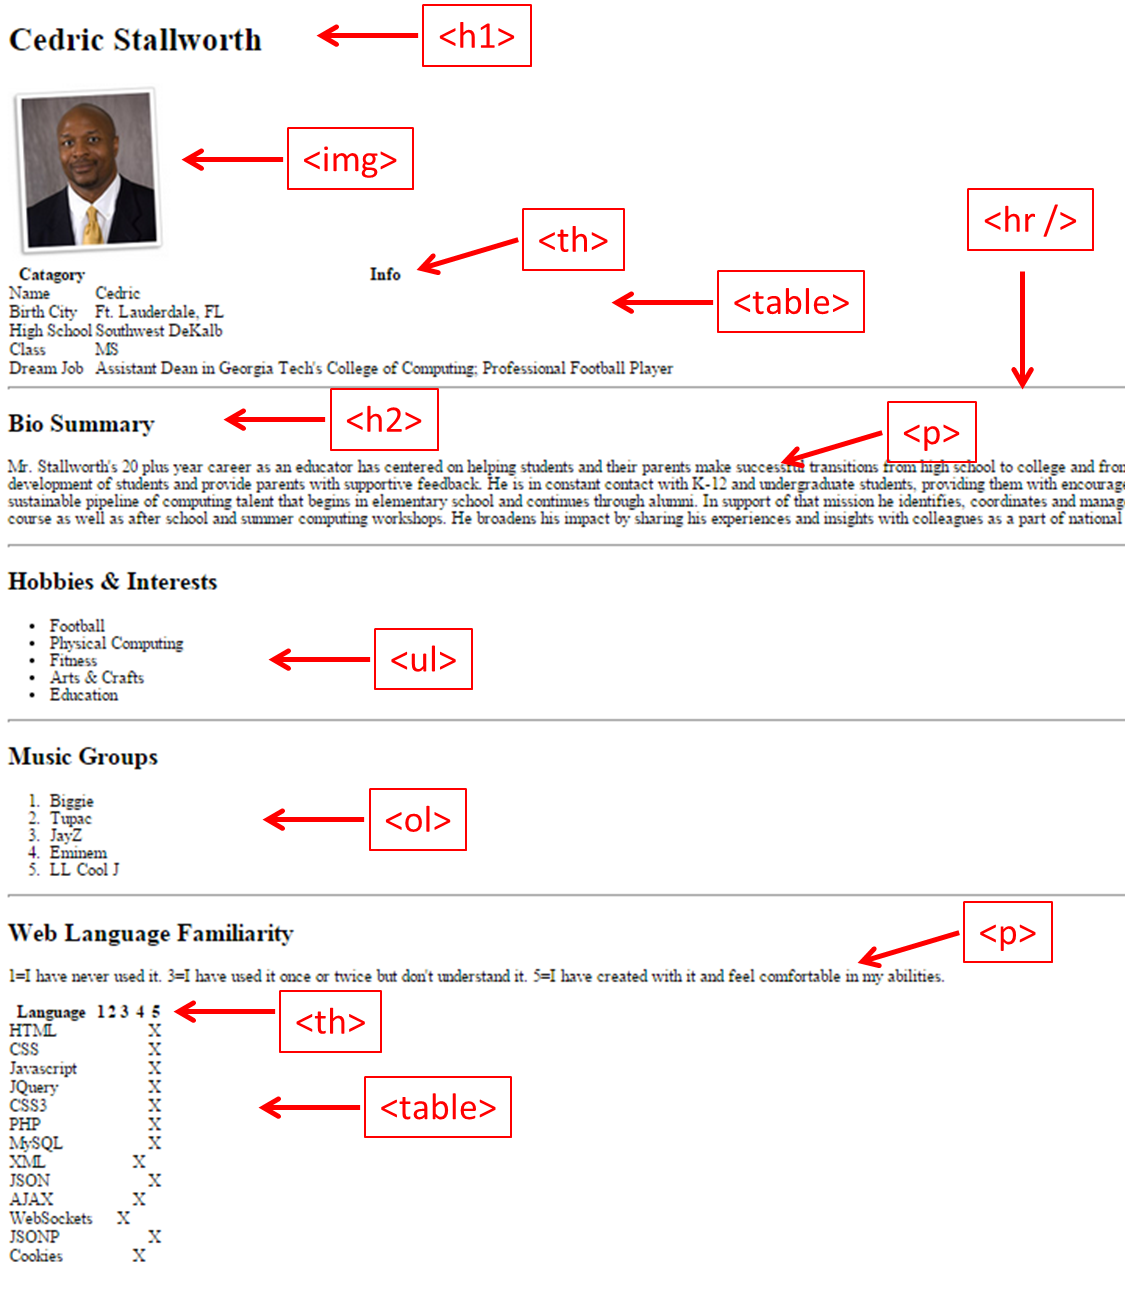 Cedric Stallworth
<h1>
<img>
<th>
<hr />
Catagory Info
Name Cedric
<table>
Birth City Ft. Lauderdale, FL
High School Southwest DeKalb
Class MS
Dream Job Assistant Dean in Georgia Tech's College of Computing; Professional Football Player
Bio Summary
<h2>
<p>
Mr. Stallworth's 20 plus year career as an educator has centered on helping students and their parents make successful transitions from high school to college and from
development of students and provide parents with supportive feedback. He is in constant contact with K-12 and undergraduate students, providing them with encourage
sustainable pipeline of computing talent that begins in elementary school and continues through alumni. In support of that mission he identifies, coordinates and manage
course as well as after school and summer computing workshops. He broadens his impact by sharing his experiences and insights with colleagues as a part of national
Hobbies & Interests
• Football
• Physical Computing
• Fitness
• Arts & Crafts
• Education
<ul>
Music Groups
1. Biggie
2. Tupac
3. JayZ
4. Eminem
5. LL Cool J
<ol>
Web Language Familiarity
<p>
1=I have never used it. 3=I have used it once or twice but don't understand it. 5=I have created with it and feel comfortable in my abilities.
Language 1 2 3 4 5
<th>
HTML X
CSS X
Javascript X
JQuery X
CSS3 X
<table>
PHP X
MySQL X
XML X
JSON X
AJAX X
WebSockets X
JSONP X
Cookies X